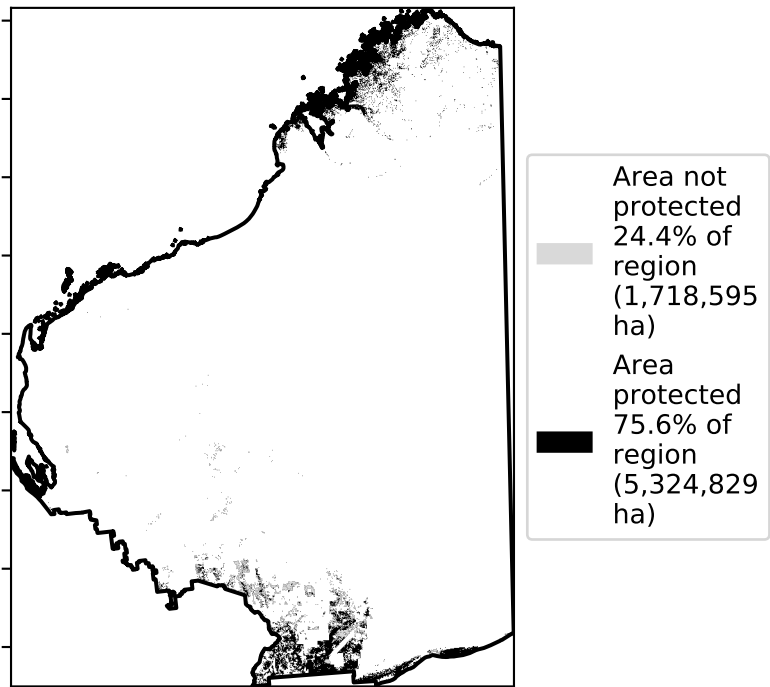 Area not
protected
24.4% of
region
(1,718,595
ha)
Area
protected
75.6% of
region
(5,324,829
ha)